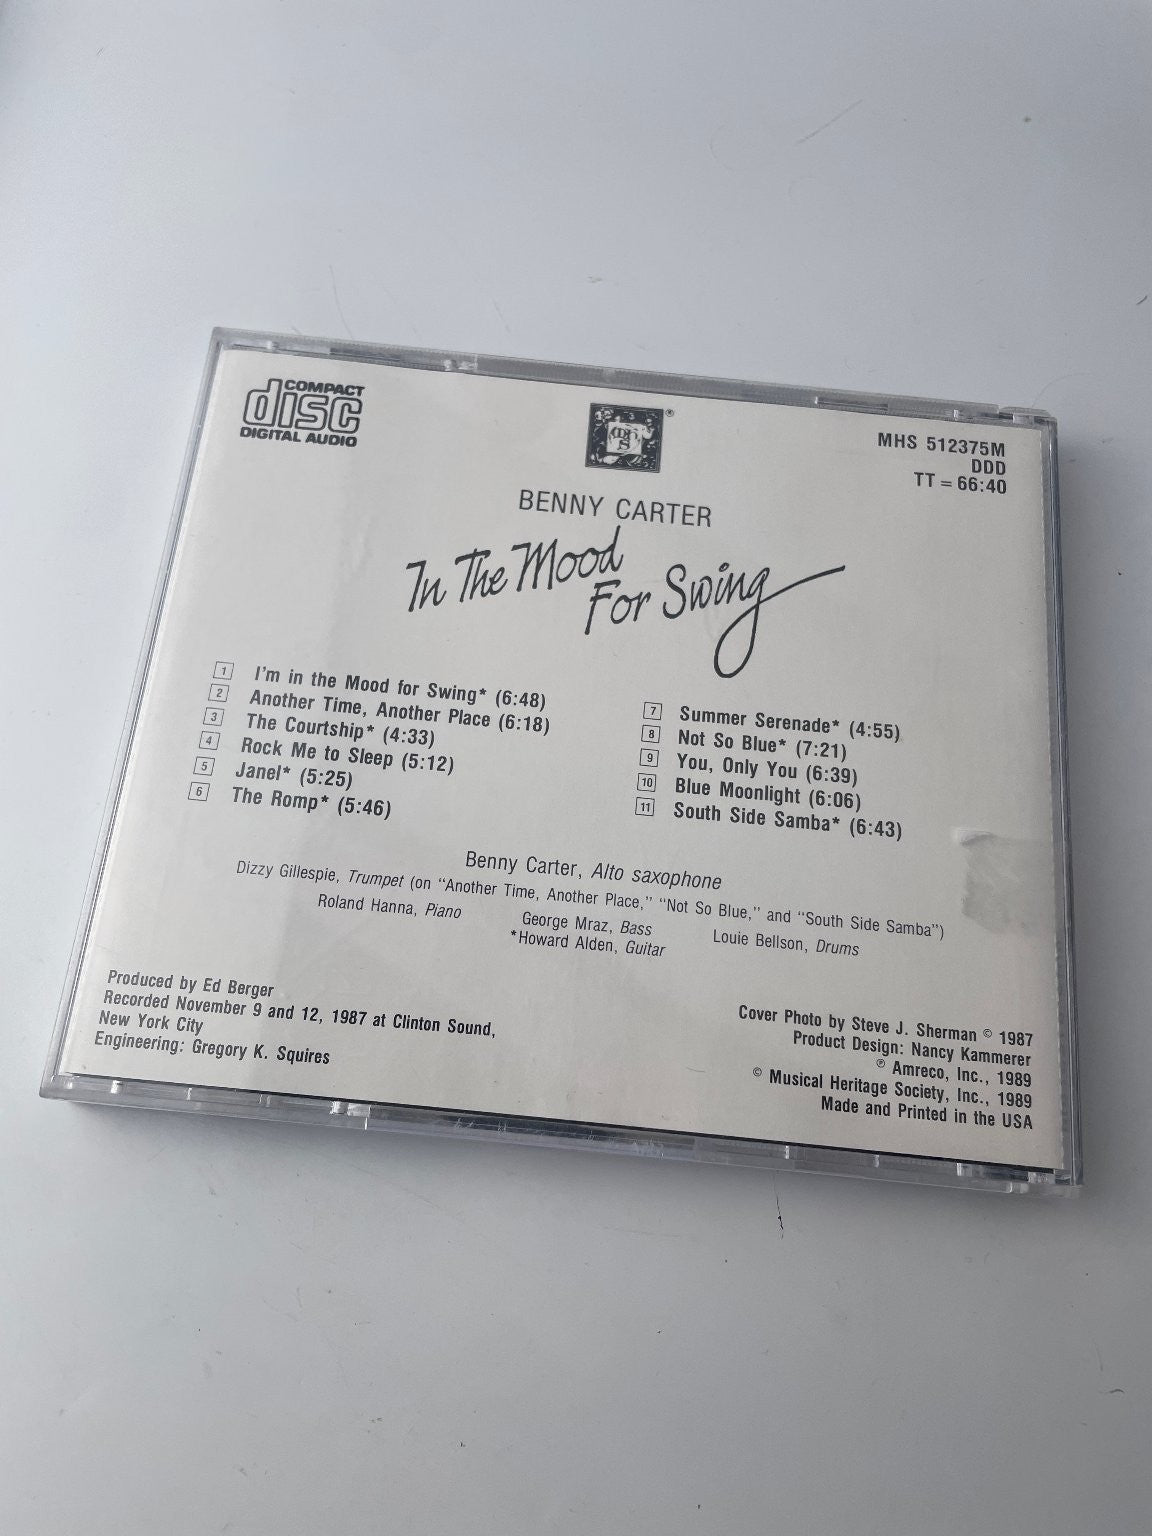 COMPACT
disc
DIGITAL AUDIO
®
MHS 512375M
DDD
TT = 66:40
BENNY CARTER
In The Mood
For Swing
1 I'm in the Mood for Swing* (6:48)
2 Another Time, Another Place (6:18)
3 The Courtship* (4:33)
4 Rock Me to Sleep (5:12)
5 Janel* (5:25)
6 The Romp* (5:46)
7 Summer Serenade* (4:55)
8 Not So Blue* (7:21)
9 You, Only You (6:39)
10 Blue Moonlight (6:06)
11 South Side Samba* (6:43)
Benny Carter, Alto saxophone
Dizzy Gillespie, Trumpet (on "Another Time, Another Place," "Not So Blue," and "South Side Samba")
Roland Hanna, Piano George Mraz, Bass Louie Bellson, Drums
*Howard Alden, Guitar
Produced by Ed Berger
Recorded November 9 and 12, 1987 at Clinton Sound,
New York City
Engineering: Gregory K. Squires
Cover Photo by Steve J. Sherman © 1987
Product Design: Nancy Kammerer
℗ Amreco, Inc., 1989
© Musical Heritage Society, Inc., 1989
Made and Printed in the USA